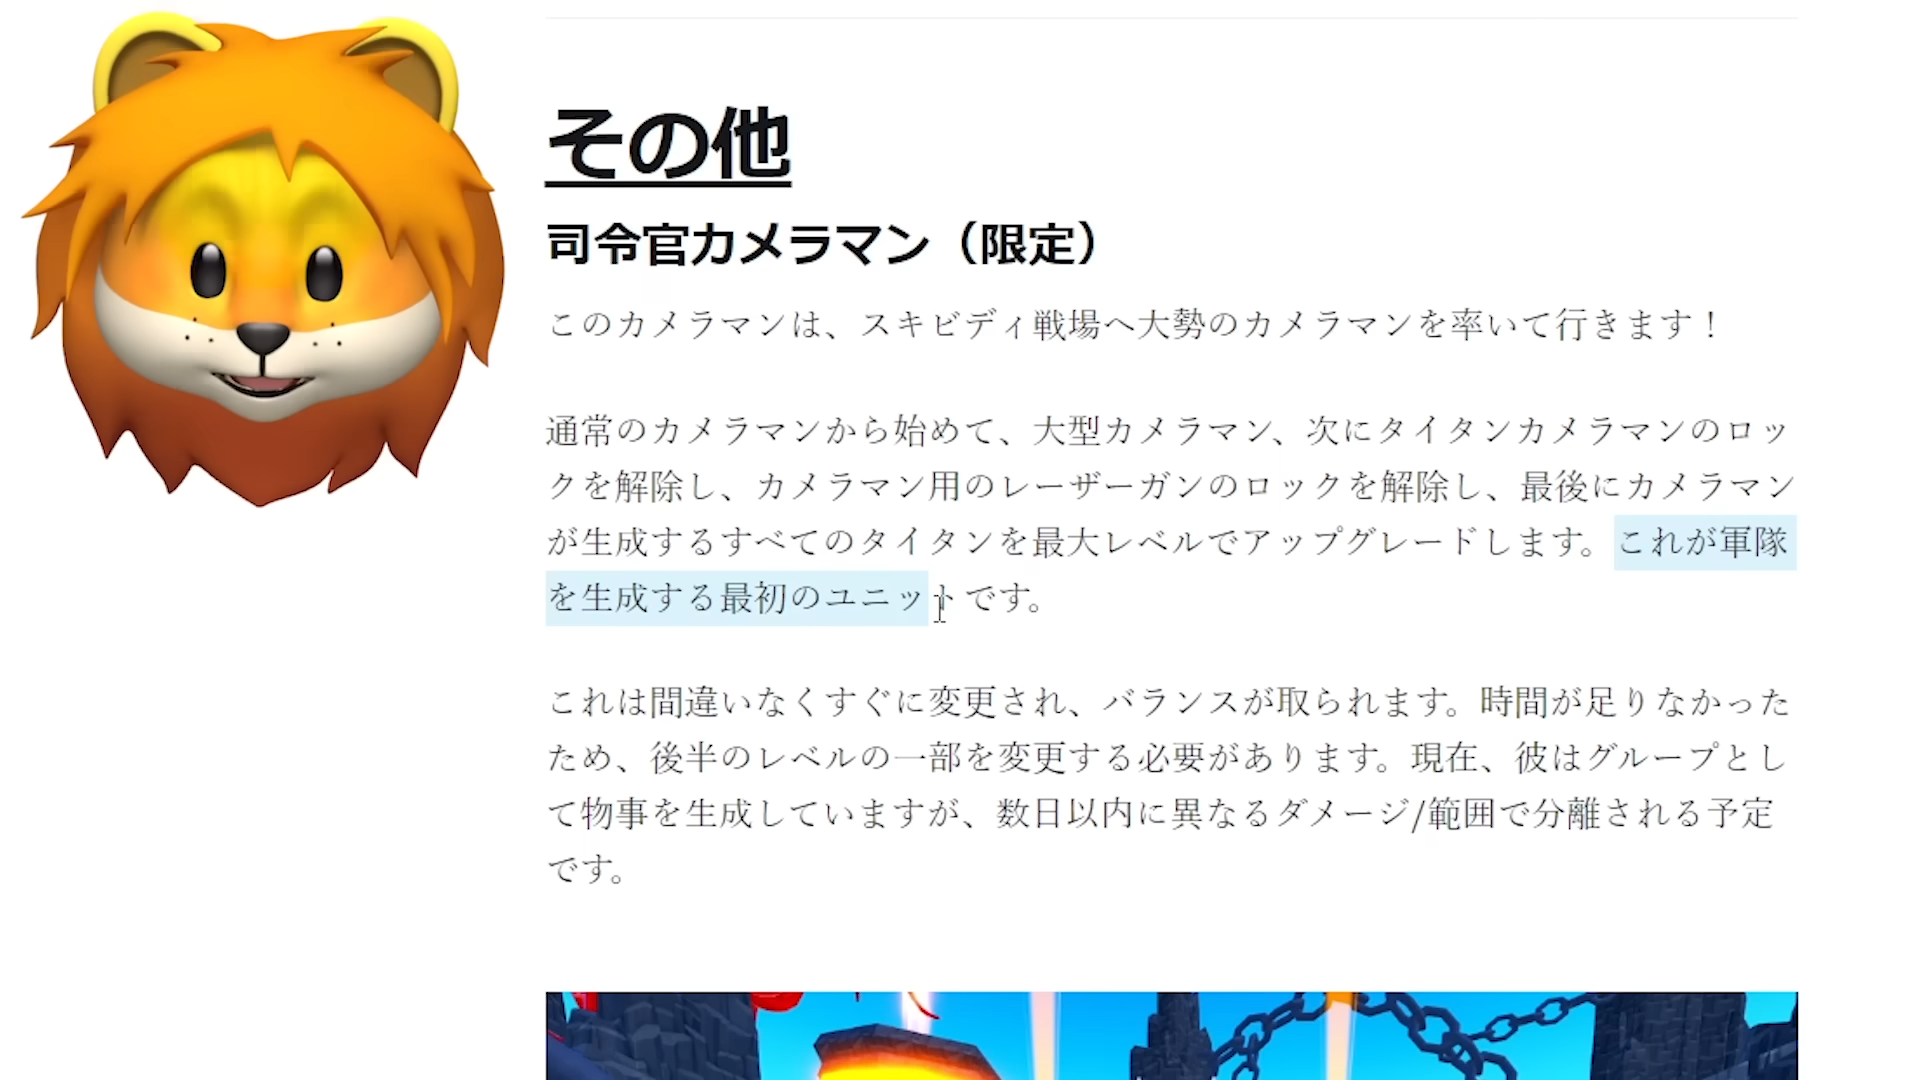 その他
司令官カメラマン（限定）
このカメラマンは、スキビディ戦場へ大勢のカメラマンを率いて行きます！
通常のカメラマンから始めて、大型カメラマン、次にタイタンカメラマンのロッ
クを解除し、カメラマン用のレーザーガンのロックを解除し、最後にカメラマン
が生成するすべてのタイタンを最大レベルでアップグレードします。これが軍隊
を生成する最初のユニットです。
これは間違いなくすぐに変更され、バランスが取られます。時間が足りなかった
ため、後半のレベルの一部を変更する必要があります。現在、彼はグループとし
て物事を生成していますが、数日以内に異なるダメージ/範囲で分離される予定
です。